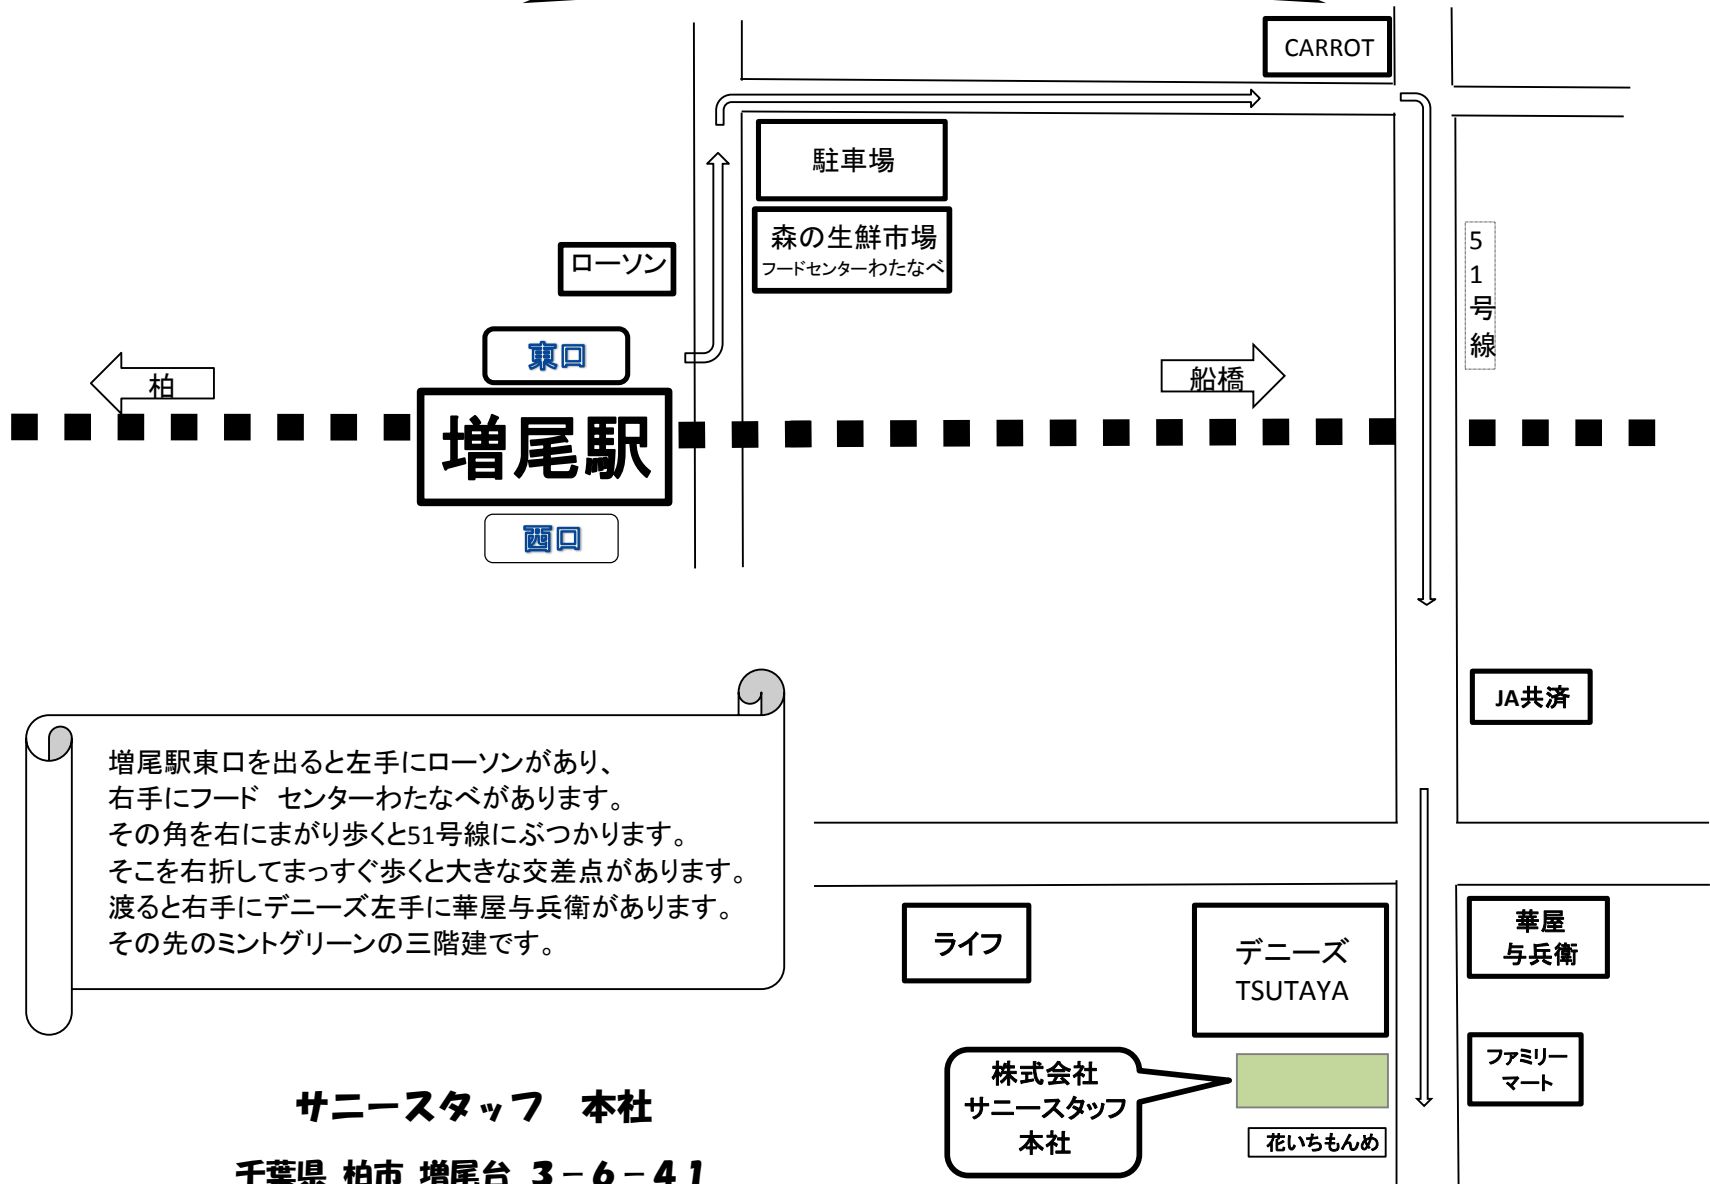 CARROT
駐車場
森の生鮮市場
フードセンターわたなべ
ローソン
51号線
東口
柏
船橋
増尾駅
西口
JA共済
増尾駅東口を出ると左手にローソンがあり、
右手にフード　センターわたなべがあります。
その角を右にまがり歩くと51号線にぶつかります。
そこを右折してまっすぐ歩くと大きな交差点があります。
渡ると右手にデニーズ左手に華屋与兵衛があります。
その先のミントグリーンの三階建です。
ライフ
デニーズ
TSUTAYA
華屋
与兵衛
ファミリー
マート
株式会社
サニースタッフ
本社
花いちもんめ
サニースタッフ　本社
千葉県 柏市 増尾台 3-6-41